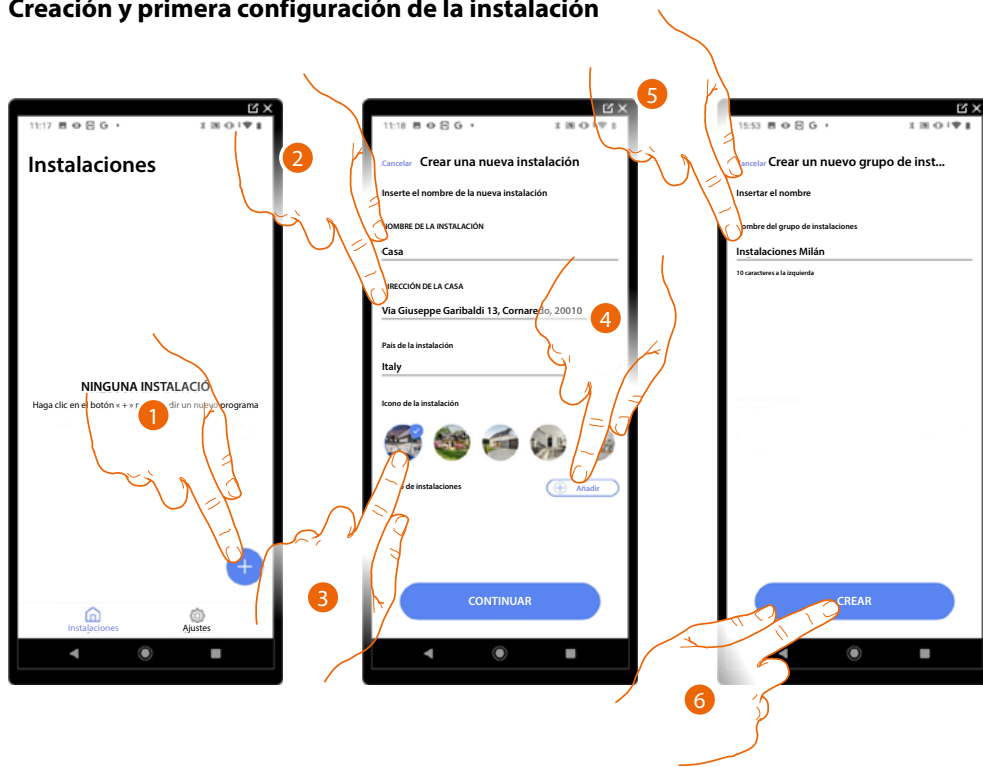 Creación y primera configuración de la instalación
11:17
Instalaciones
NINGUNA INSTALACIÓ
Haga clic en el botón « + » dir un nuevo programa
Instalaciones
Ajustes
1
2
11:18
Cancelar Crear una nueva instalación
Inserte el nombre de la nueva instalación
NOMBRE DE LA INSTALACIÓN
Casa
DIRECCIÓN DE LA CASA
Via Giuseppe Garibaldi 13, Cornaredo, 20010
País de la instalación
Italy
Icono de la instalación
de instalaciones
Añadir
CONTINUAR
3
4
5
15:53
Cancelar Crear un nuevo grupo de inst...
Insertar el nombre
Nombre del grupo de instalaciones
Instalaciones Milán
10 caracteres a la izquierda
CREAR
6